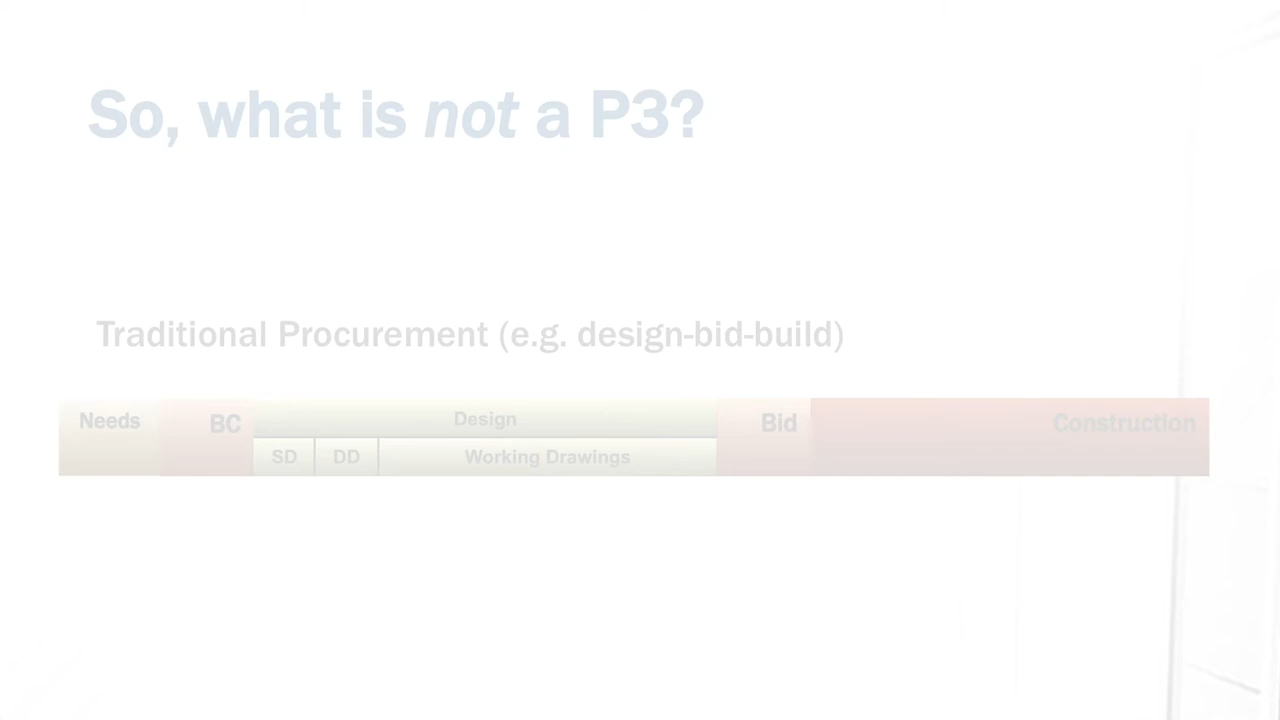 So, what is not a P3?
Traditional Procurement (e.g. design-bid-build)
Needs
BC
Design
SD
DD
Working Drawings
Bid
Construction